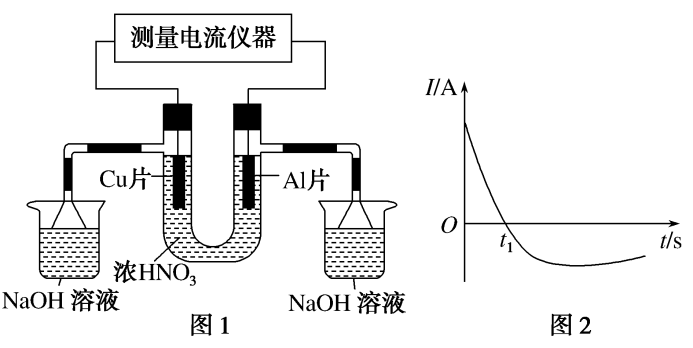 测量电流仪器
Cu片
Al片
浓HNO₃
NaOH 溶液
NaOH 溶液
图1
I/A
O
t₁
t/s
图2